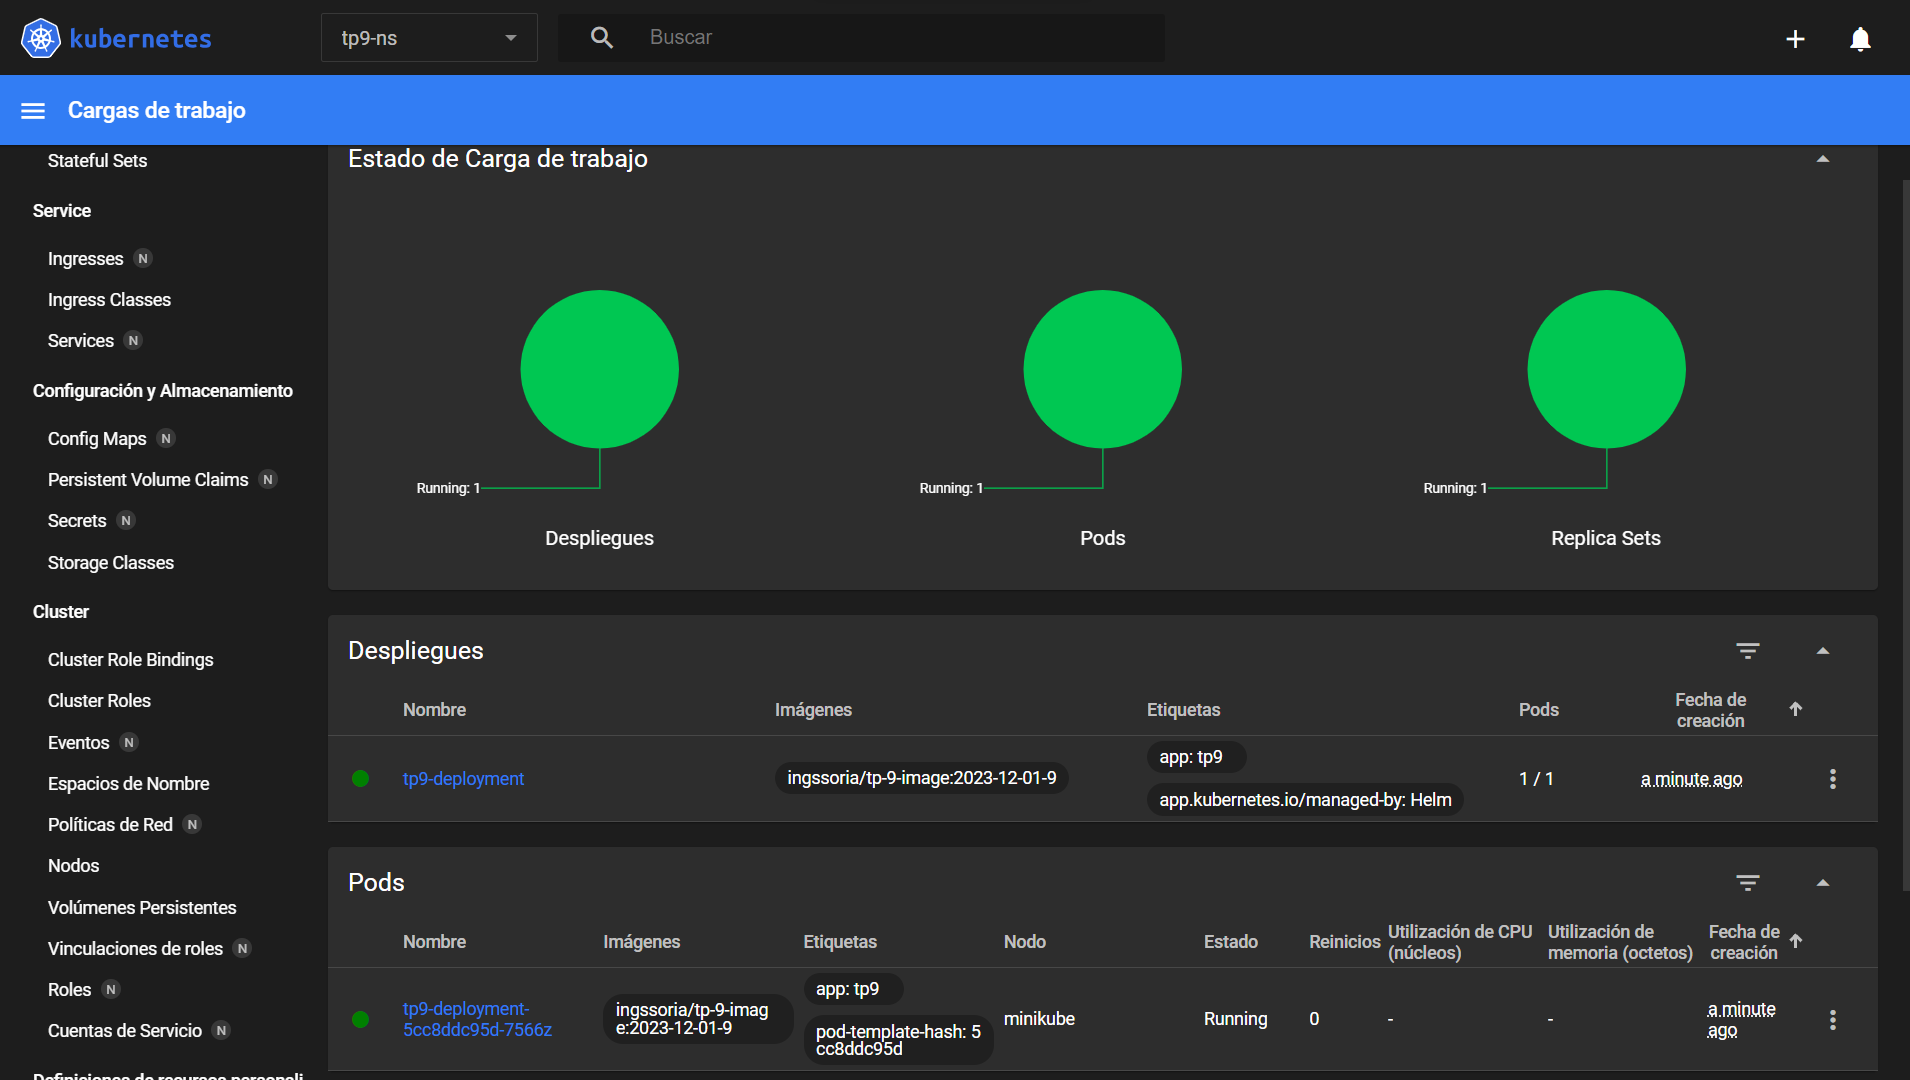 kubernetes
tp9-ns
Buscar
Cargas de trabajo
Stateful Sets
Service
Ingresses N
Ingress Classes
Services N
Configuración y Almacenamiento
Config Maps N
Persistent Volume Claims N
Secrets N
Storage Classes
Cluster
Cluster Role Bindings
Cluster Roles
Eventos N
Espacios de Nombre
Políticas de Red N
Nodos
Volúmenes Persistentes
Vinculaciones de roles N
Roles N
Cuentas de Servicio N
Definiciones de recursos personali
Estado de Carga de trabajo
Running: 1
Despliegues
Running: 1
Pods
Running: 1
Replica Sets
Despliegues
Nombre Imágenes Etiquetas Pods Fecha de
creación
tp9-deployment ingssoria/tp-9-image:2023-12-01-9 app: tp9
app.kubernetes.io/managed-by: Helm 1 / 1 a minute ago
Pods
Nombre Imágenes Etiquetas Nodo Estado Reinicios Utilización de CPU
(núcleos) Utilización de
memoria (octetos) Fecha de
creación
tp9-deployment-
5cc8ddc95d-7566z
ingssoria/tp-9-imag
e:2023-12-01-9
app: tp9
pod-template-hash: 5
cc8ddc95d
minikube Running 0 - - a minute
ago